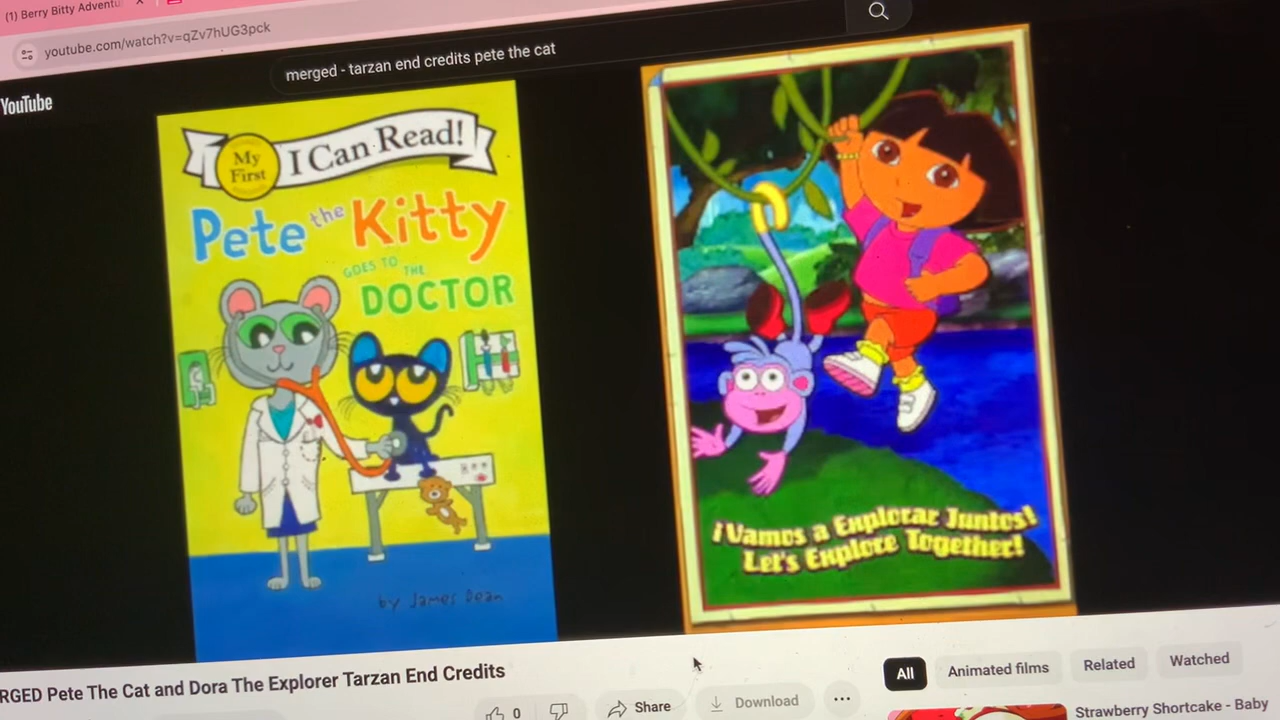 (1) Berry Bitty Adventu
youtube.com/watch?v=qZv7hUG3pck
merged - tarzan end credits pete the cat
YouTube
My
First
I Can Read!
Pete the Kitty
GOES TO THE
DOCTOR
by James Dean
¡Vamos a Explorar Juntos!
Let's Explore Together!
RGED Pete The Cat and Dora The Explorer Tarzan End Credits
0
Share
Download
All
Animated films
Related
Watched
Strawberry Shortcake - Baby